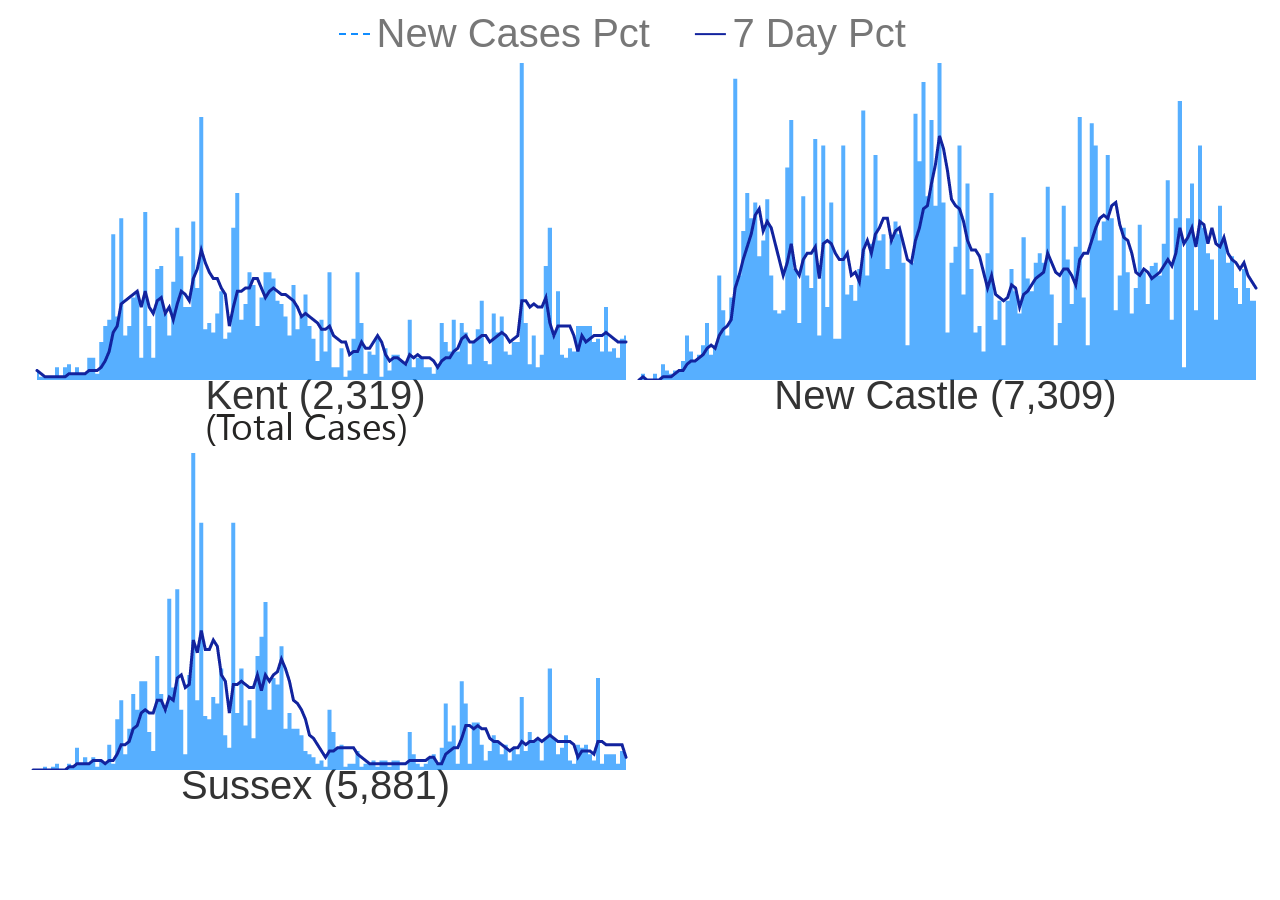 New Cases Pct 7 Day Pct
Kent (2,319) New Castle (7,309)
(Total Cases)
Sussex (5,881)